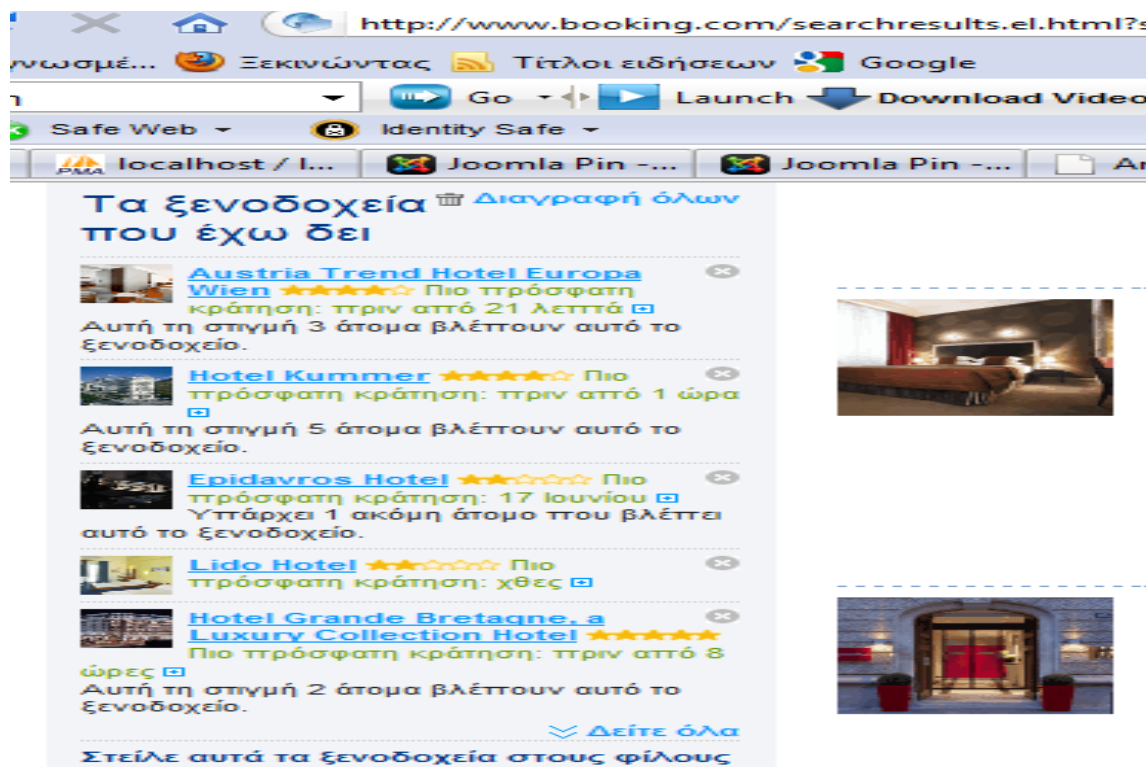 http://www.booking.com/searchresults.el.html?s
νωσμέ... Ξεκινώντας Τίτλοι ειδήσεων Google
Go Launch Download Video
Safe Web Identity Safe
PMA localhost / l... Joomla Pin -... Joomla Pin -... Ar
Τα ξενοδοχεία Διαγραφή όλων
που έχω δει
Austria Trend Hotel Europa
Wien Πιο πρόσφατη
κράτηση: πριν από 21 λεπτά
Αυτή τη στιγμή 3 άτομα βλέπουν αυτό το
ξενοδοχείο.
Hotel Kummer Πιο
πρόσφατη κράτηση: πριν από 1 ώρα
Αυτή τη στιγμή 5 άτομα βλέπουν αυτό το
ξενοδοχείο.
Epidavros Hotel Πιο
πρόσφατη κράτηση: 17 Ιουνίου
Υπάρχει 1 ακόμη άτομο που βλέπει
αυτό το ξενοδοχείο.
Lido Hotel Πιο
πρόσφατη κράτηση: χθες
Hotel Grande Bretagne, a
Luxury Collection Hotel
Πιο πρόσφατη κράτηση: πριν από 8
ώρες
Αυτή τη στιγμή 2 άτομα βλέπουν αυτό το
ξενοδοχείο.
Δείτε όλα
Στείλε αυτά τα ξενοδοχεία στους φίλους